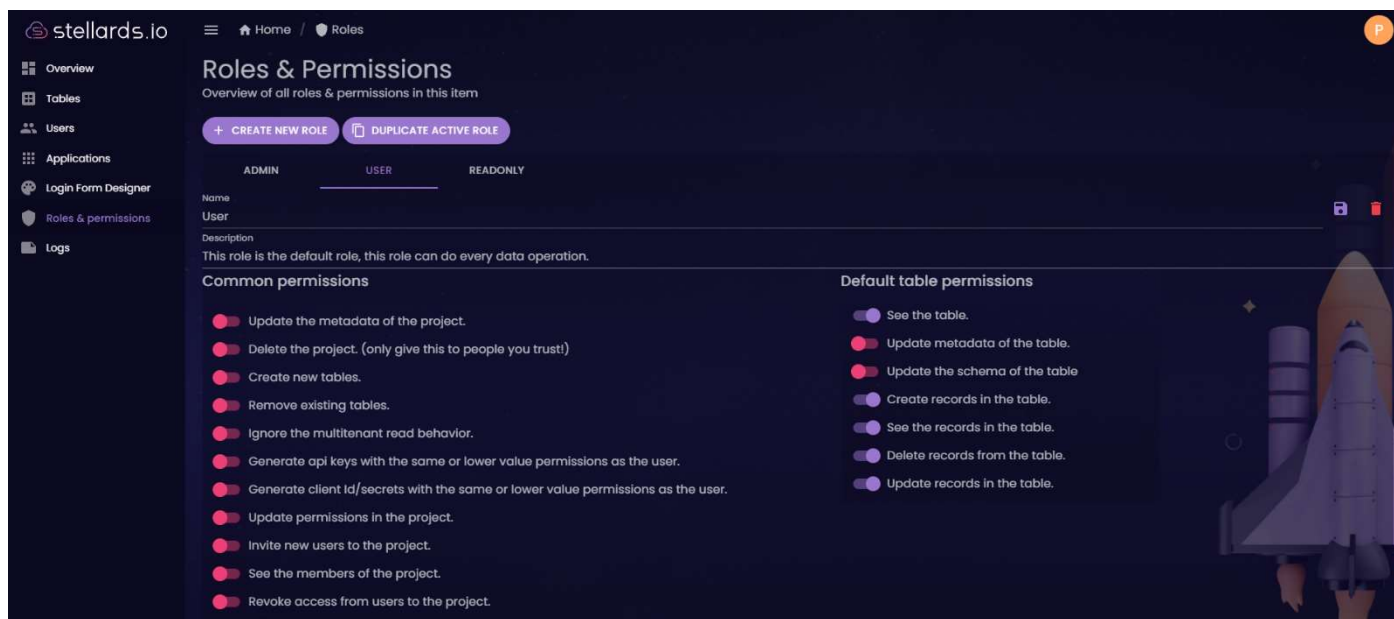 stellards.io
Home / Roles
P
Overview
Tables
Users
Applications
Login Form Designer
Roles & permissions
Logs
Roles & Permissions
Overview of all roles & permissions in this item
+ CREATE NEW ROLE
DUPLICATE ACTIVE ROLE
ADMIN USER READONLY
Name
User
Description
This role is the default role, this role can do every data operation.
Common permissions
Update the metadata of the project.
Delete the project. (only give this to people you trust!)
Create new tables.
Remove existing tables.
Ignore the multitenant read behavior.
Generate api keys with the same or lower value permissions as the user.
Generate client Id/secrets with the same or lower value permissions as the user.
Update permissions in the project.
Invite new users to the project.
See the members of the project.
Revoke access from users to the project.
Default table permissions
See the table.
Update metadata of the table.
Update the schema of the table
Create records in the table.
See the records in the table.
Delete records from the table.
Update records in the table.